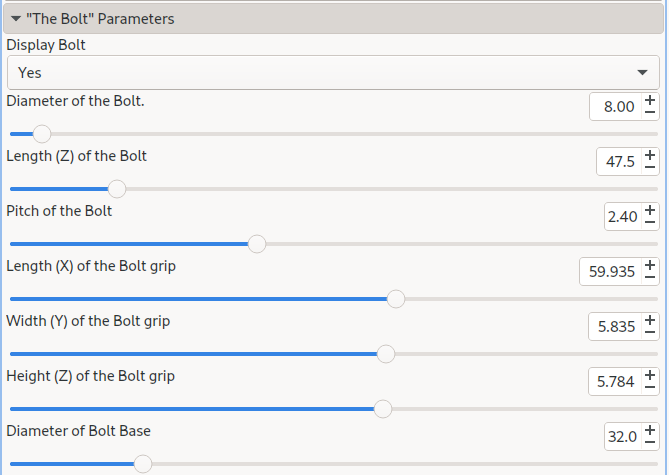 "The Bolt" Parameters
Display Bolt
Yes
Diameter of the Bolt.
8.00
Length (Z) of the Bolt
47.5
Pitch of the Bolt
2.40
Length (X) of the Bolt grip
59.935
Width (Y) of the Bolt grip
5.835
Height (Z) of the Bolt grip
5.784
Diameter of Bolt Base
32.0